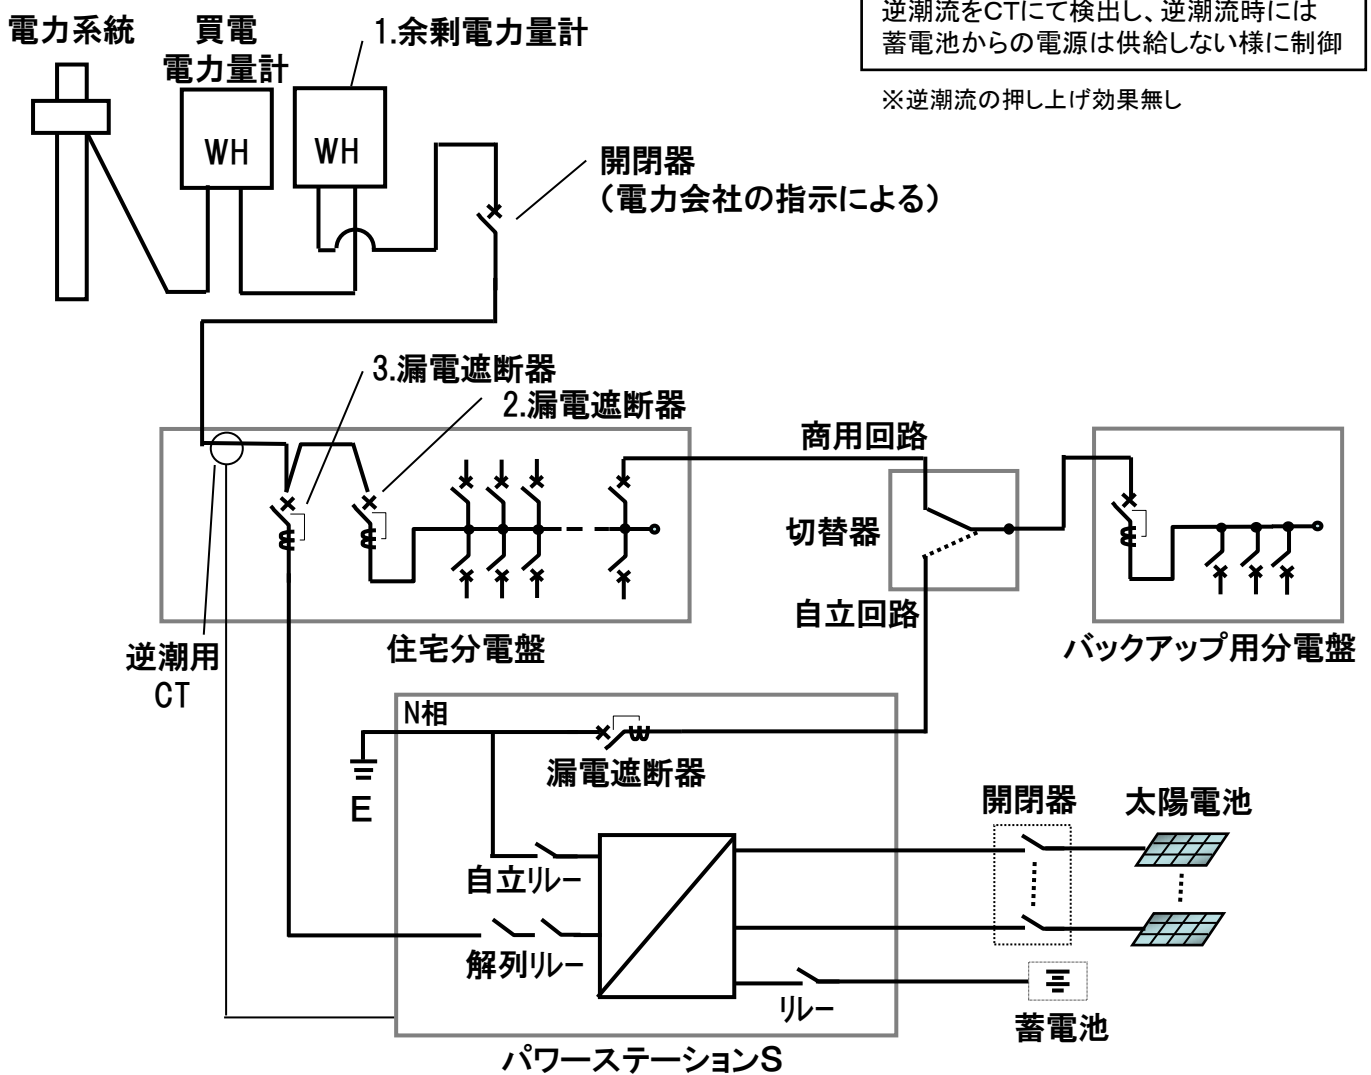 逆潮流をCTにて検出し、逆潮流時には
蓄電池からの電源は供給しない様に制御
※逆潮流の押し上げ効果無し
電力系統
買電
電力量計
1.余剰電力量計
WH
WH
開閉器
(電力会社の指示による)
3.漏電遮断器
2.漏電遮断器
商用回路
切替器
自立回路
住宅分電盤
バックアップ用分電盤
逆潮用
CT
N相
漏電遮断器
E
開閉器
太陽電池
自立リレー
解列リレー
リレー
蓄電池
パワーステーションS